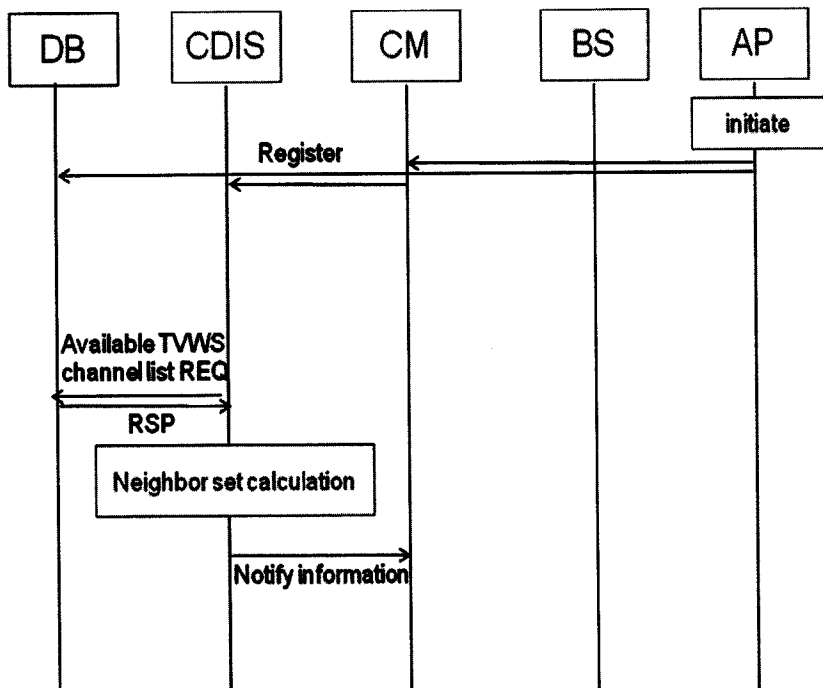 DB CDIS CM BS AP
initiate
Register
Available TVWS
channel list REQ
RSP
Neighbor set calculation
Notify information